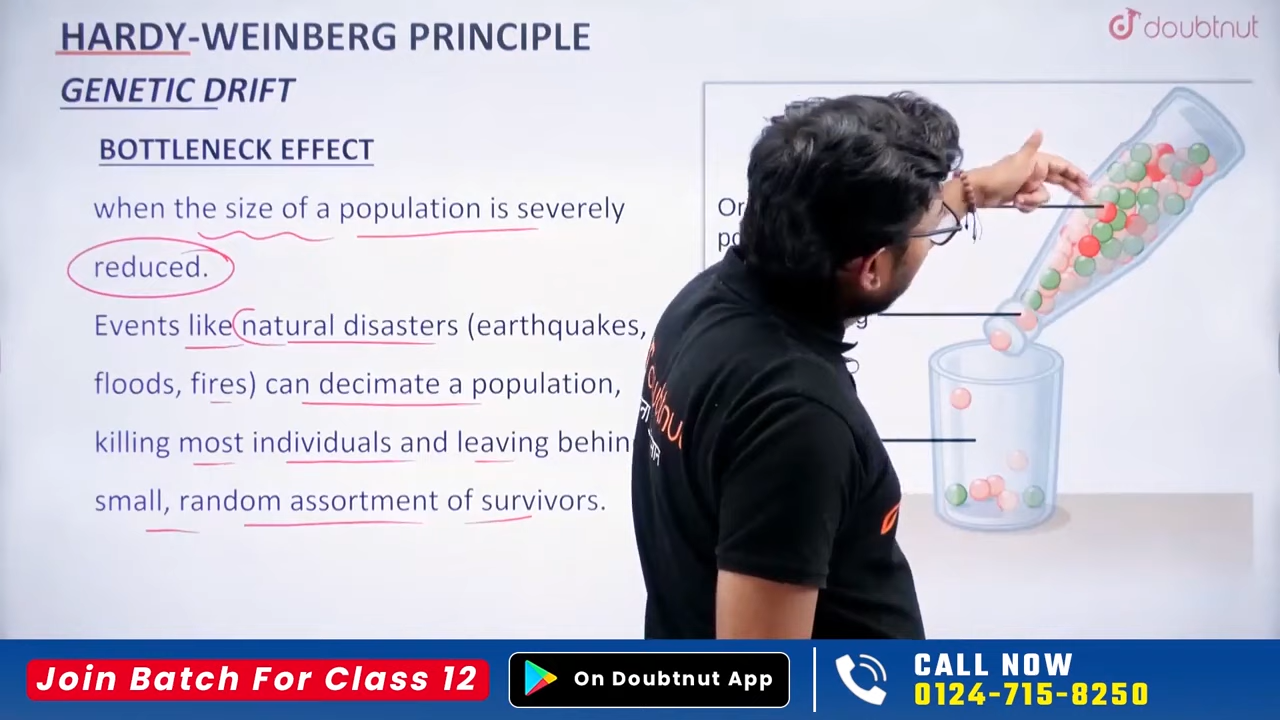 HARDY-WEINBERG PRINCIPLE
doubtnut
GENETIC DRIFT
BOTTLENECK EFFECT
when the size of a population is severely
reduced.
Events like natural disasters (earthquakes,
floods, fires) can decimate a population,
killing most individuals and leaving
small, random assortment of survivors.
Join Batch For Class 12
On Doubtnut App
CALL NOW
0124-715-8250